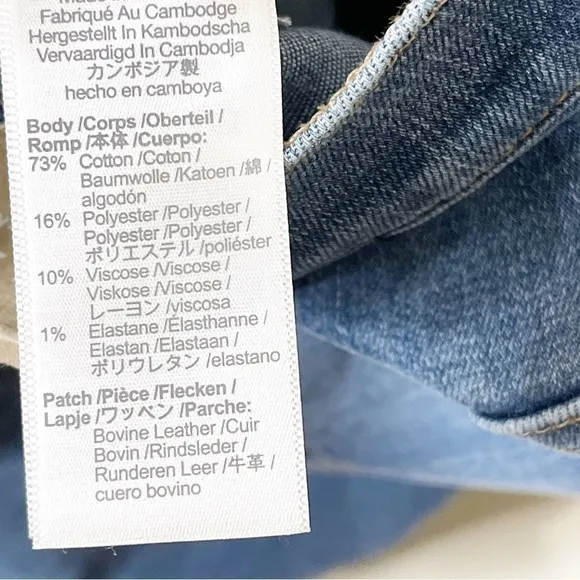 Fabriqué Au Cambodge
Hergestellt In Kambodscha
Vervaardigd In Cambodja
カンボジア製
hecho en camboya
Body /Corps /Oberteil /
Romp /本体 /Cuerpo:
73% Cotton /Coton /
Baumwolle /Katoen /綿 /
algodón
16% Polyester /Polyester /
Polyester /Polyester /
ポリエステル /poliéster
10% Viscose /Viscose /
Viskose /Viscose /
レーヨン /viscosa
1% Elastane /Élasthanne /
Elastan /Elastaan /
ポリウレタン /elastano
Patch /Pièce /Flecken /
Lapje /ワッペン /Parche:
Bovine Leather /Cuir
Bovin /Rindsleder /
Runderen Leer /牛革 /
cuero bovino